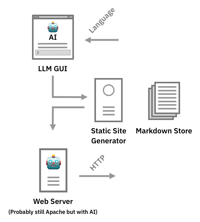 Language
AI
LLM GUI
Static Site
Generator
Markdown Store
HTTP
Web Server
(Probably still Apache but with AI)